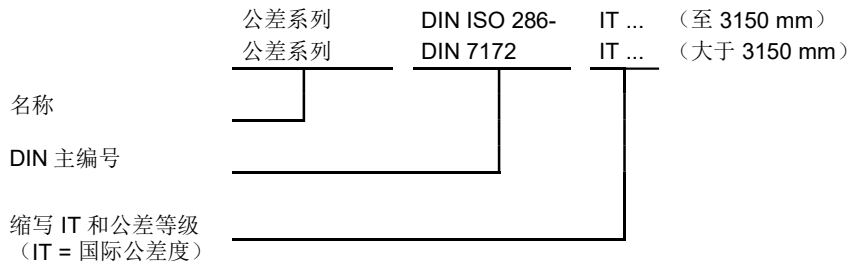 公差系列 DIN ISO 286- IT ... （至 3150 mm）
公差系列 DIN 7172 IT ... （大于 3150 mm）
名称
DIN 主编号
缩写 IT 和公差等级
（IT = 国际公差度）